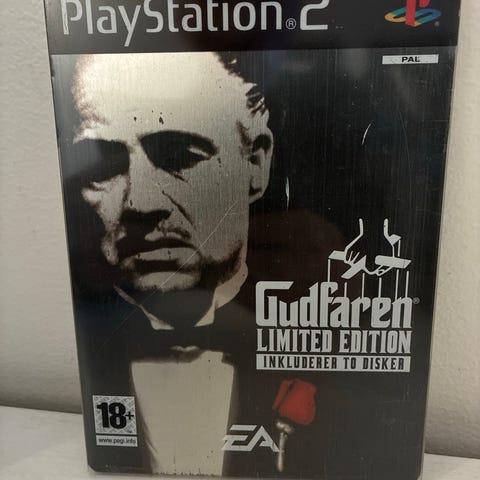 PlayStation®2
PAL
Gudfaren®
LIMITED EDITION
INKLUDERER TO DISKER
18+
www.pegi.info
EA